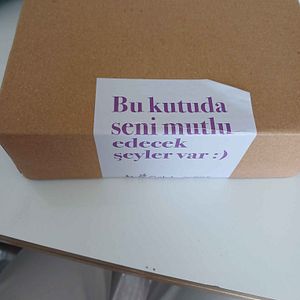 Bu kutuda
seni mutlu
edecek
şeyler var :)